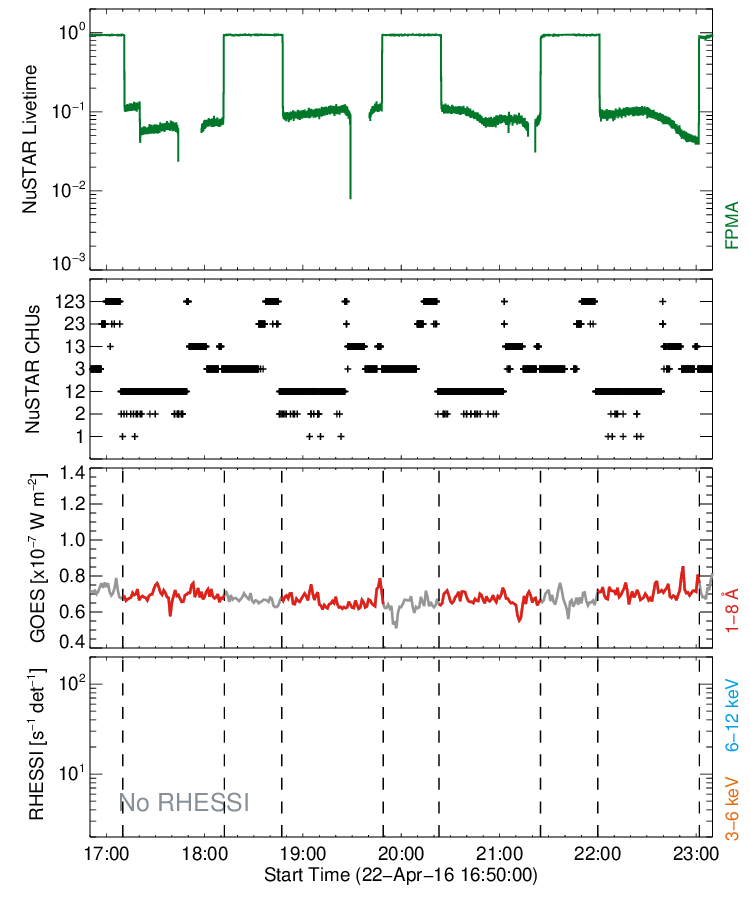 10⁰
10⁻¹
10⁻²
10⁻³
NuSTAR Livetime
FPMA
123
23
13
3
12
2
1
NuSTAR CHUs
1.4
1.2
1.0
0.8
0.6
0.4
GOES [x10⁻⁷ W m⁻²]
1−8 Å
10²
10¹
RHESSI [s⁻¹ det⁻¹]
No RHESSI
6−12 keV
3−6 keV
17:00 18:00 19:00 20:00 21:00 22:00 23:00
Start Time (22−Apr−16 16:50:00)